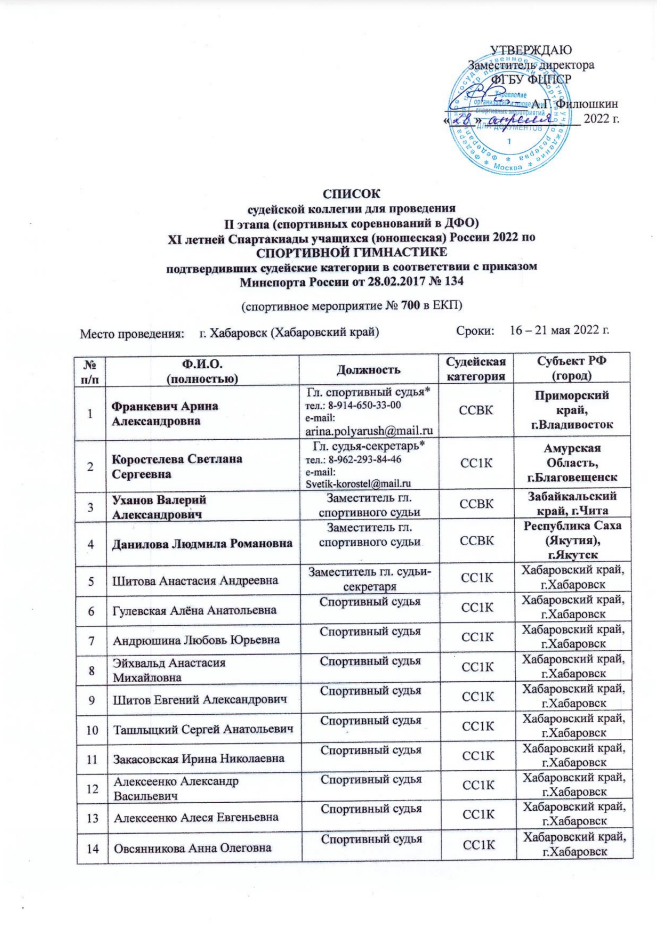 УТВЕРЖДАЮ
Заместитель директора
ФГБУ ФЦПСР
А.Г. Филюшкин
«28» апреля 2022 г.
СПИСОК
судейской коллегии для проведения
II этапа (спортивных соревнований в ДФО)
XI летней Спартакиады учащихся (юношеская) России 2022 по
СПОРТИВНОЙ ГИМНАСТИКЕ
подтвердивших судейские категории в соответствии с приказом
Минспорта России от 28.02.2017 № 134
(спортивное мероприятие № 700 в ЕКП)
Место проведения: г. Хабаровск (Хабаровский край) Сроки: 16 – 21 мая 2022 г.
№ п/п
Ф.И.О.
(полностью)
Должность
Судейская
категория
Субъект РФ
(город)
1
Франкевич Арина
Александровна
Гл. спортивный судья*
тел.: 8-914-650-33-00
e-mail:
arina.polyarush@mail.ru
ССВК
Приморский
край,
г.Владивосток
2
Коростелева Светлана
Сергеевна
Гл. судья-секретарь*
тел.: 8-962-293-84-46
e-mail:
Svetik-korostel@mail.ru
СС1К
Амурская
Область,
г.Благовещенск
3
Уханов Валерий
Александрович
Заместитель гл.
спортивного судьи
ССВК
Забайкальский
край, г.Чита
4
Данилова Людмила Романовна
Заместитель гл.
спортивного судьи
ССВК
Республика Саха
(Якутия),
г.Якутск
5
Шитова Анастасия Андреевна
Заместитель гл. судьи-
секретаря
СС1К
Хабаровский край,
г.Хабаровск
6
Гулевская Алёна Анатольевна
Спортивный судья
СС1К
Хабаровский край,
г.Хабаровск
7
Андрюшина Любовь Юрьевна
Спортивный судья
СС1К
Хабаровский край,
г.Хабаровск
8
Эйхвальд Анастасия
Михайловна
Спортивный судья
СС1К
Хабаровский край,
г.Хабаровск
9
Шитов Евгений Александрович
Спортивный судья
СС1К
Хабаровский край,
г.Хабаровск
10
Ташлыцкий Сергей Анатольевич
Спортивный судья
СС1К
Хабаровский край,
г.Хабаровск
11
Закасовская Ирина Николаевна
Спортивный судья
СС1К
Хабаровский край,
г.Хабаровск
12
Алексеенко Александр
Васильевич
Спортивный судья
СС1К
Хабаровский край,
г.Хабаровск
13
Алексеенко Алеся Евгеньевна
Спортивный судья
СС1К
Хабаровский край,
г.Хабаровск
14
Овсянникова Анна Олеговна
Спортивный судья
СС1К
Хабаровский край,
г.Хабаровск